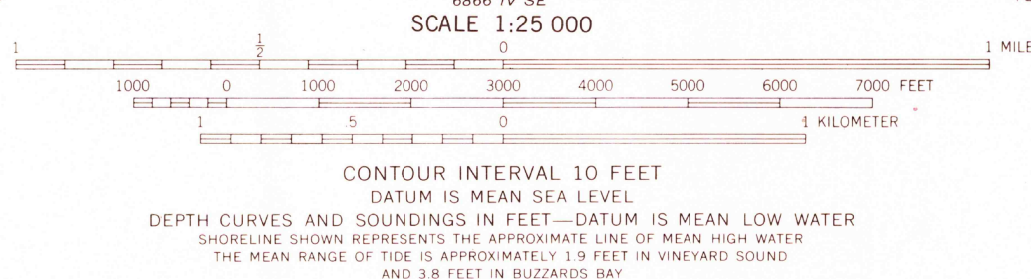 6866 IV SE
SCALE 1:25 000
1 1/2 0 1 MILE
1000 0 1000 2000 3000 4000 5000 6000 7000 FEET
1 .5 0 1 KILOMETER
CONTOUR INTERVAL 10 FEET
DATUM IS MEAN SEA LEVEL
DEPTH CURVES AND SOUNDINGS IN FEET—DATUM IS MEAN LOW WATER
SHORELINE SHOWN REPRESENTS THE APPROXIMATE LINE OF MEAN HIGH WATER
THE MEAN RANGE OF TIDE IS APPROXIMATELY 1.9 FEET IN VINEYARD SOUND
AND 3.8 FEET IN BUZZARDS BAY